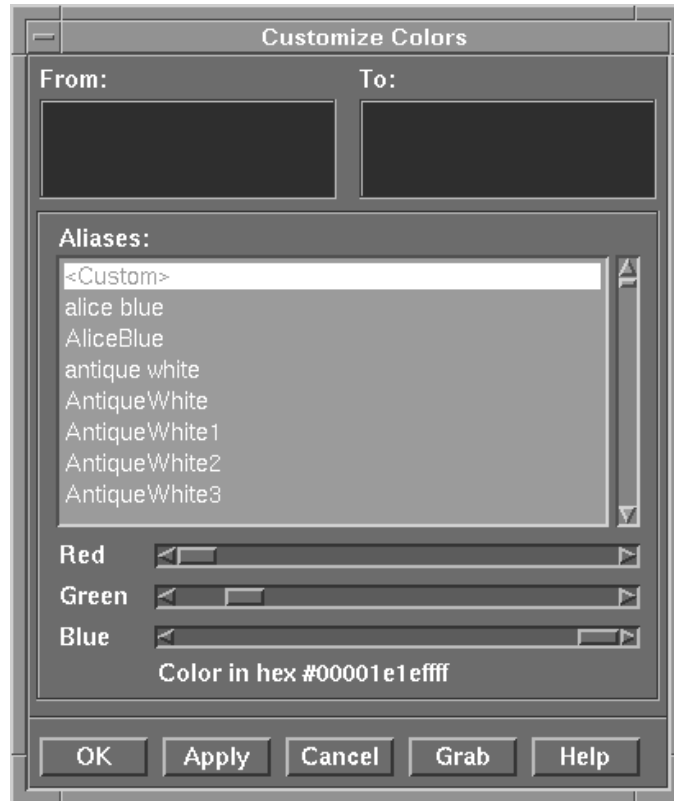 Customize Colors
From: To:
Aliases:
<Custom>
alice blue
AliceBlue
antique white
AntiqueWhite
AntiqueWhite1
AntiqueWhite2
AntiqueWhite3
Red
Green
Blue
Color in hex #00001e1effff
OK Apply Cancel Grab Help